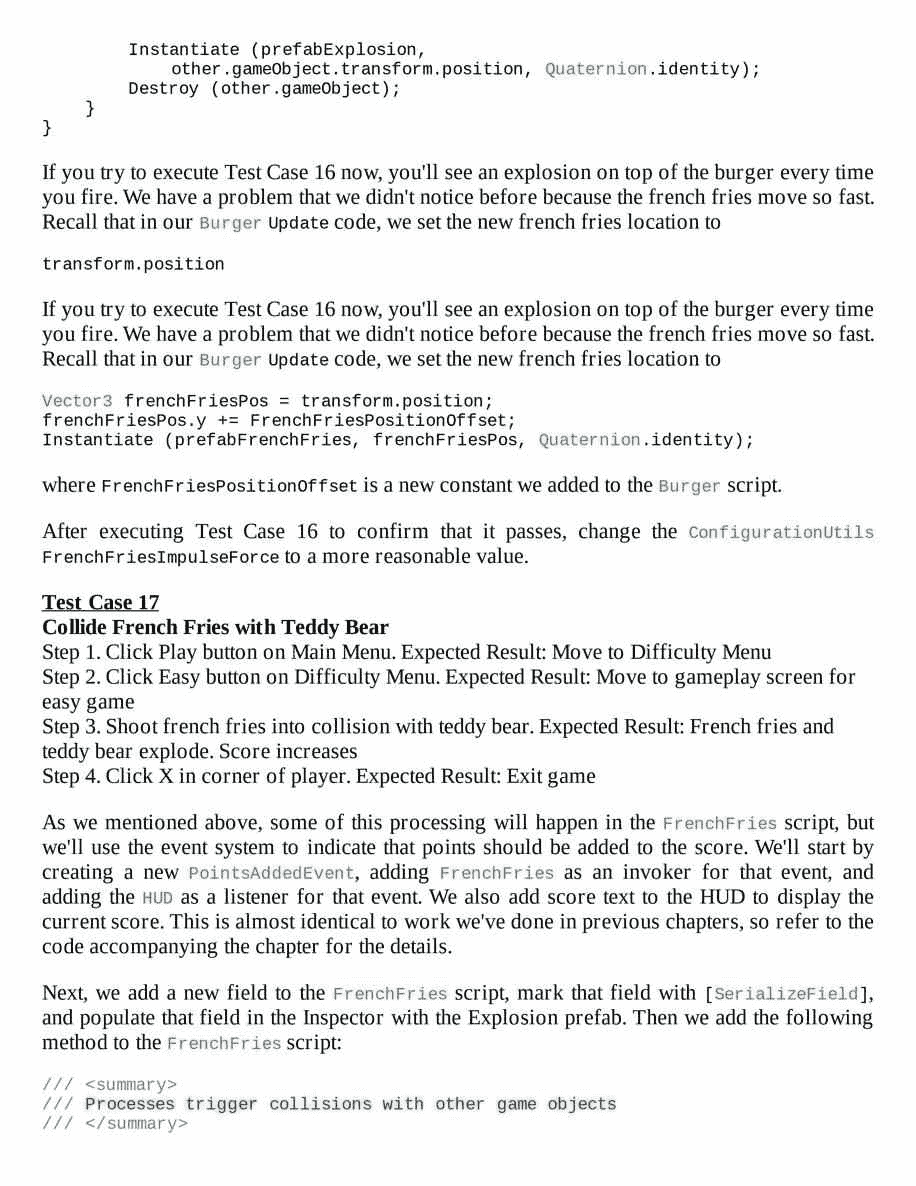 Instantiate (prefabExplosion,
other.gameObject.transform.position, Quaternion.identity);
Destroy (other.gameObject);
}
}
If you try to execute Test Case 16 now, you'll see an explosion on top of the burger every time
you fire. We have a problem that we didn't notice before because the french fries move so fast.
Recall that in our Burger Update code, we set the new french fries location to
transform.position
If you try to execute Test Case 16 now, you'll see an explosion on top of the burger every time
you fire. We have a problem that we didn't notice before because the french fries move so fast.
Recall that in our Burger Update code, we set the new french fries location to
Vector3 frenchFriesPos = transform.position;
frenchFriesPos.y += FrenchFriesPositionOffset;
Instantiate (prefabFrenchFries, frenchFriesPos, Quaternion.identity);
where FrenchFriesPositionOffset is a new constant we added to the Burger script.
After executing Test Case 16 to confirm that it passes, change the ConfigurationUtils
FrenchFriesImpulseForce to a more reasonable value.
Test Case 17
Collide French Fries with Teddy Bear
Step 1. Click Play button on Main Menu. Expected Result: Move to Difficulty Menu
Step 2. Click Easy button on Difficulty Menu. Expected Result: Move to gameplay screen for
easy game
Step 3. Shoot french fries into collision with teddy bear. Expected Result: French fries and
teddy bear explode. Score increases
Step 4. Click X in corner of player. Expected Result: Exit game
As we mentioned above, some of this processing will happen in the FrenchFries script, but
we'll use the event system to indicate that points should be added to the score. We'll start by
creating a new PointsAddedEvent, adding FrenchFries as an invoker for that event, and
adding the HUD as a listener for that event. We also add score text to the HUD to display the
current score. This is almost identical to work we've done in previous chapters, so refer to the
code accompanying the chapter for the details.
Next, we add a new field to the FrenchFries script, mark that field with [SerializeField],
and populate that field in the Inspector with the Explosion prefab. Then we add the following
method to the FrenchFries script:
/// <summary>
/// Processes trigger collisions with other game objects
/// </summary>